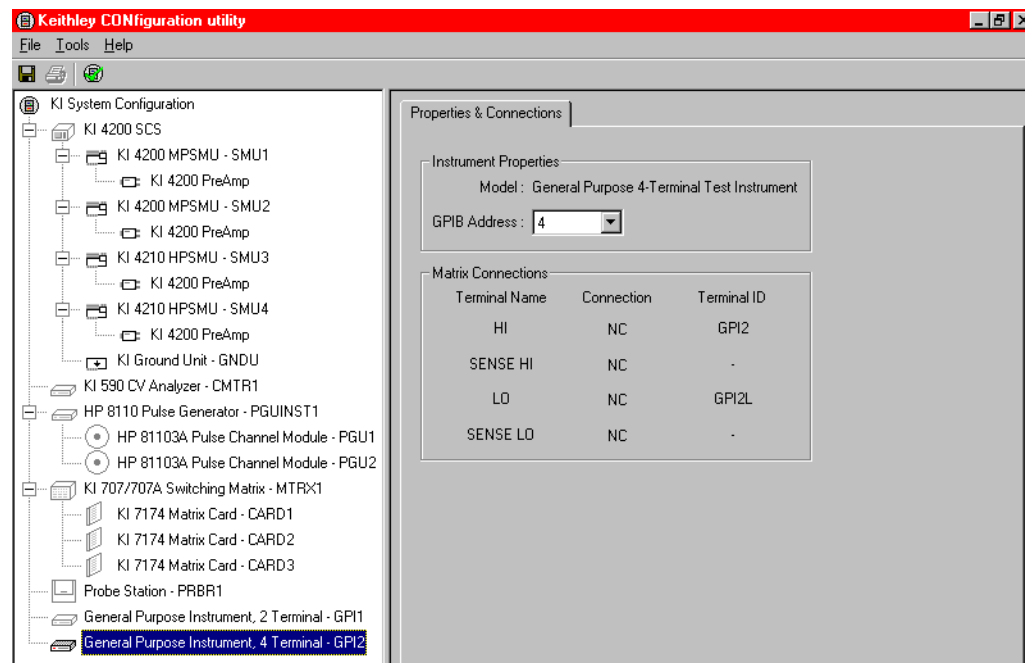 Keithley CONfiguration utility
File Tools Help
KI System Configuration
KI 4200 SCS
KI 4200 MPSMU - SMU1
KI 4200 PreAmp
KI 4200 MPSMU - SMU2
KI 4200 PreAmp
KI 4210 HPSMU - SMU3
KI 4200 PreAmp
KI 4210 HPSMU - SMU4
KI 4200 PreAmp
KI Ground Unit - GNDU
KI 590 CV Analyzer - CMTR1
HP 8110 Pulse Generator - PGUINST1
HP 81103A Pulse Channel Module - PGU1
HP 81103A Pulse Channel Module - PGU2
KI 707/707A Switching Matrix - MTRX1
KI 7174 Matrix Card - CARD1
KI 7174 Matrix Card - CARD2
KI 7174 Matrix Card - CARD3
Probe Station - PRBR1
General Purpose Instrument, 2 Terminal - GPI1
General Purpose Instrument, 4 Terminal - GPI2
Properties & Connections
Instrument Properties
Model : General Purpose 4-Terminal Test Instrument
GPIB Address : 4
Matrix Connections
Terminal Name Connection Terminal ID
HI NC GPI2
SENSE HI NC -
LO NC GPI2L
SENSE LO NC -